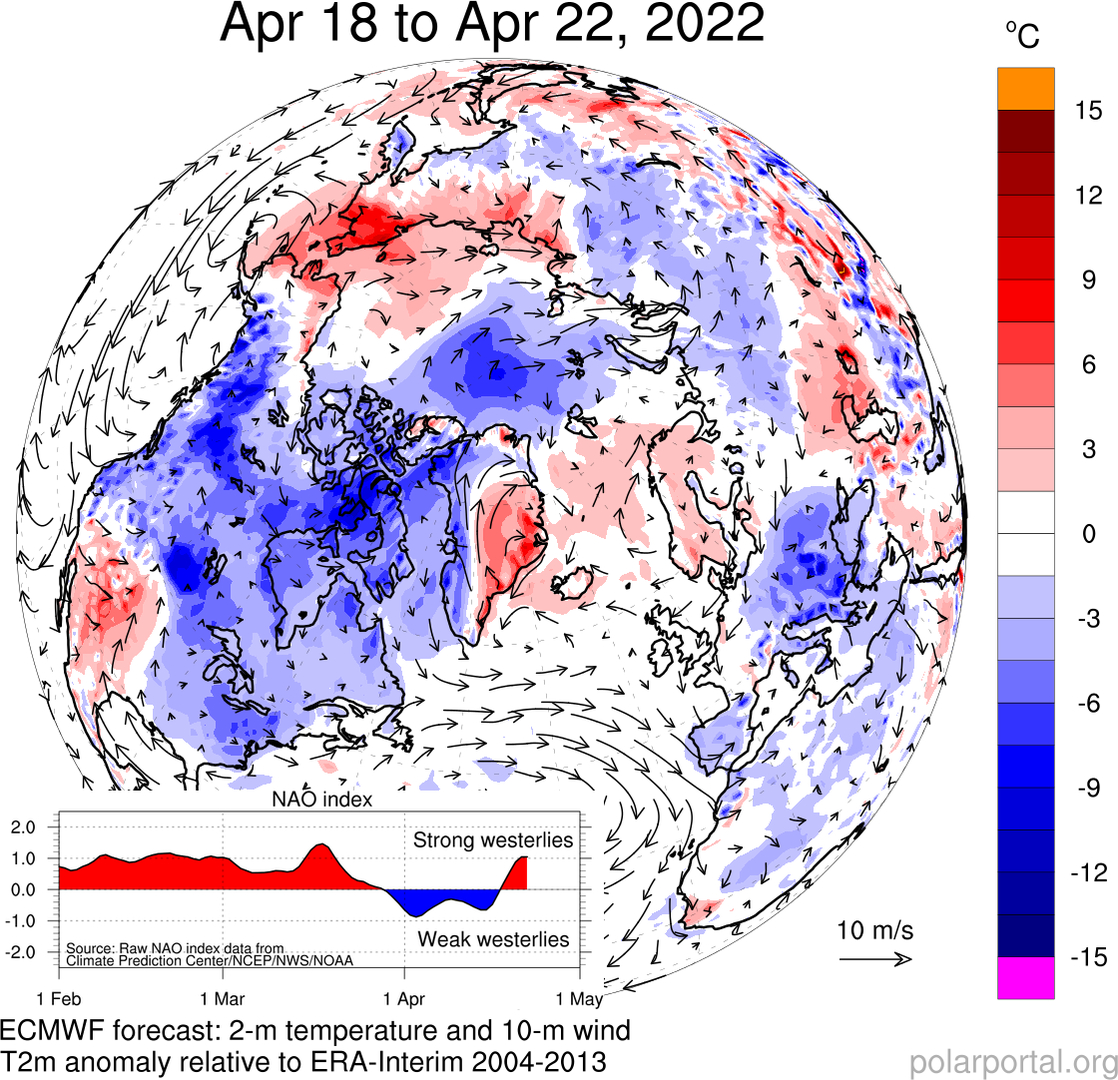 Apr 18 to Apr 22, 2022
°C
15
12
9
6
3
0
-3
-6
-9
-12
-15
10 m/s
NAO index
2.0
1.0
0.0
-1.0
-2.0
Strong westerlies
Weak westerlies
Source: Raw NAO index data from
Climate Prediction Center/NCEP/NWS/NOAA
1 Feb 1 Mar 1 Apr 1 May
ECMWF forecast: 2-m temperature and 10-m wind
T2m anomaly relative to ERA-Interim 2004-2013
polarportal.org